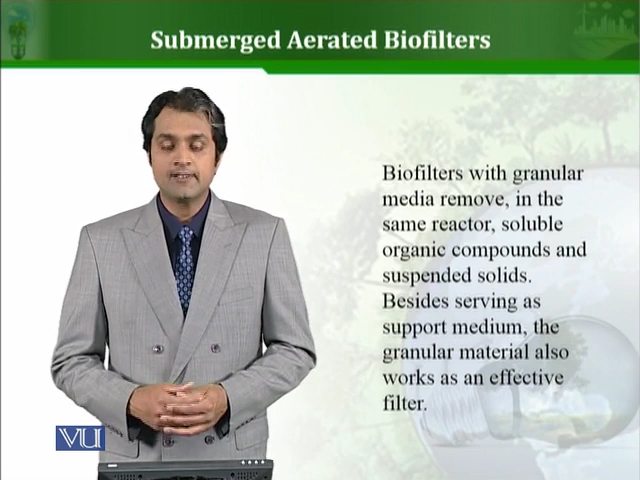 Submerged Aerated Biofilters
Biofilters with granular
media remove, in the
same reactor, soluble
organic compounds and
suspended solids.
Besides serving as
support medium, the
granular material also
works as an effective
filter.
VU